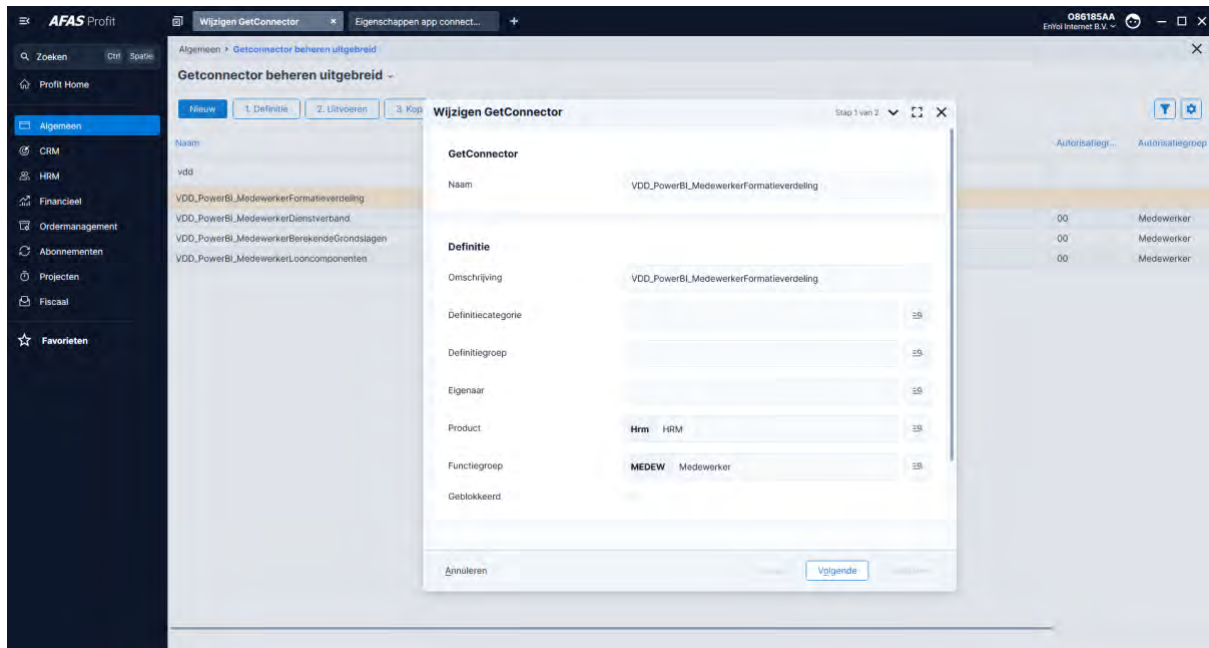 AFAS Profit
Wijzigen GetConnector ×
Eigenschappen app connect...
+
O86185AA
EnYoi Internet B.V.
Zoeken Ctrl Spatie
Profit Home
Algemeen
CRM
HRM
Financieel
Ordermanagement
Abonnementen
Projecten
Fiscaal
Favorieten
Algemeen > Getconnector beheren uitgebreid
Getconnector beheren uitgebreid
Nieuw
1. Definitie
2. Uitvoeren
3. Kop
Naam
Autorisatiegr...
Autorisatiegroep
vdd
VDD_PowerBI_MedewerkerFormatieverdeling
VDD_PowerBI_MedewerkerDienstverband 00 Medewerker
VDD_PowerBI_MedewerkerBerekendeGrondslagen 00 Medewerker
VDD_PowerBI_MedewerkerLooncomponenten 00 Medewerker
Wijzigen GetConnector
Stap 1 van 2
GetConnector
Naam VDD_PowerBI_MedewerkerFormatieverdeling
Definitie
Omschrijving VDD_PowerBI_MedewerkerFormatieverdeling
Definitiecategorie
Definitiegroep
Eigenaar
Product Hrm HRM
Functiegroep MEDEW Medewerker
Geblokkeerd
Annuleren
Volgende